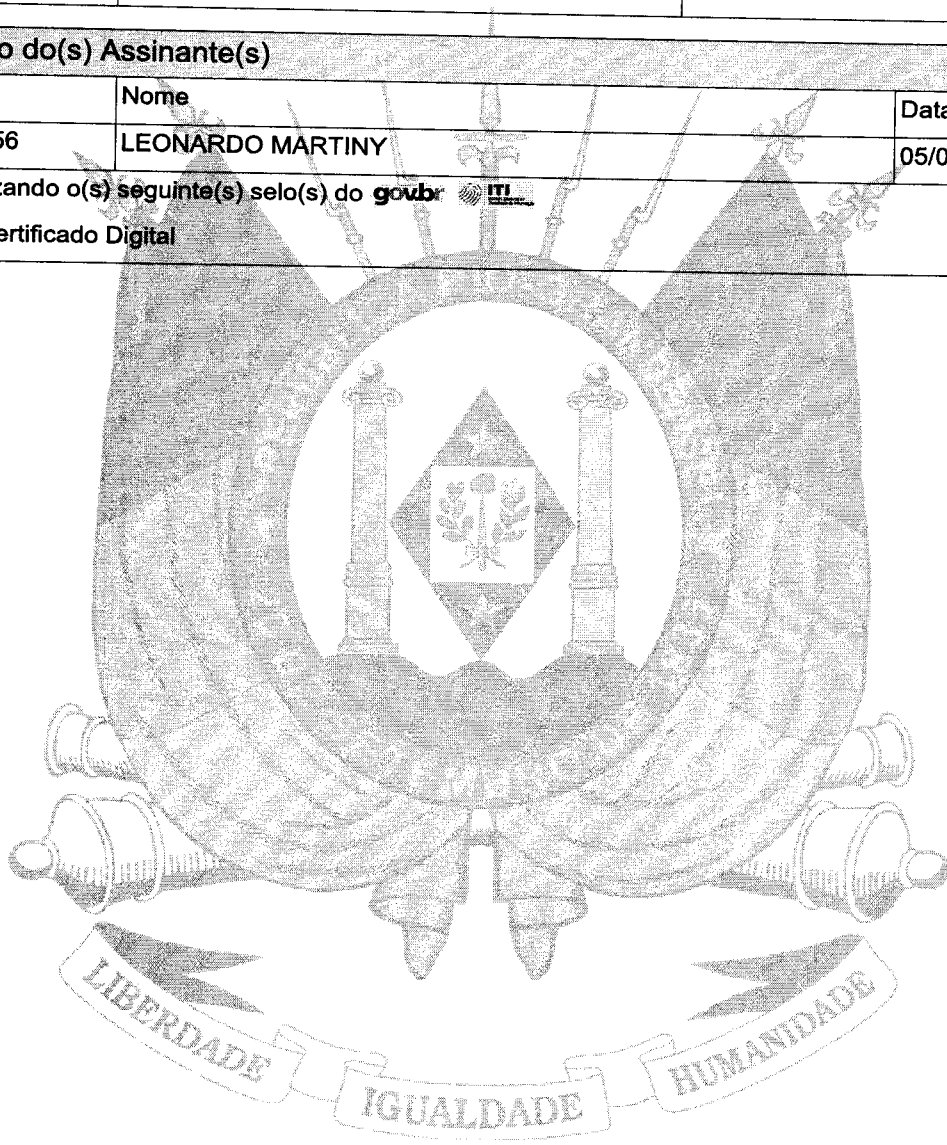 o do(s) Assinante(s)
Nome
Data
56
LEONARDO MARTINY
05/0
zando o(s) seguinte(s) selo(s) do gov.br ITI
ertificado Digital
LIBERDADE
IGUALDADE
HUMANIDADE